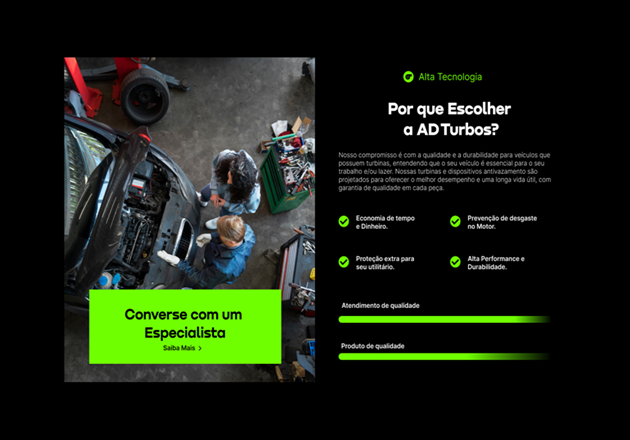 Alta Tecnologia
Por que Escolher
a AD Turbos?
Nosso compromisso é com a qualidade e a durabilidade para veículos que
possuem turbinas, entendendo que o seu veículo é essencial para o seu
trabalho e/ou lazer. Nossas turbinas e dispositivos antivazamento são
projetados para oferecer o melhor desempenho e uma longa vida útil, com
garantia de qualidade em cada peça.
Economia de tempo
e Dinheiro.
Prevenção de desgaste
no Motor.
Proteção extra para
seu utilitário.
Alta Performance e
Durabilidade.
Atendimento de qualidade
Produto de qualidade
Converse com um
Especialista
Saiba Mais >